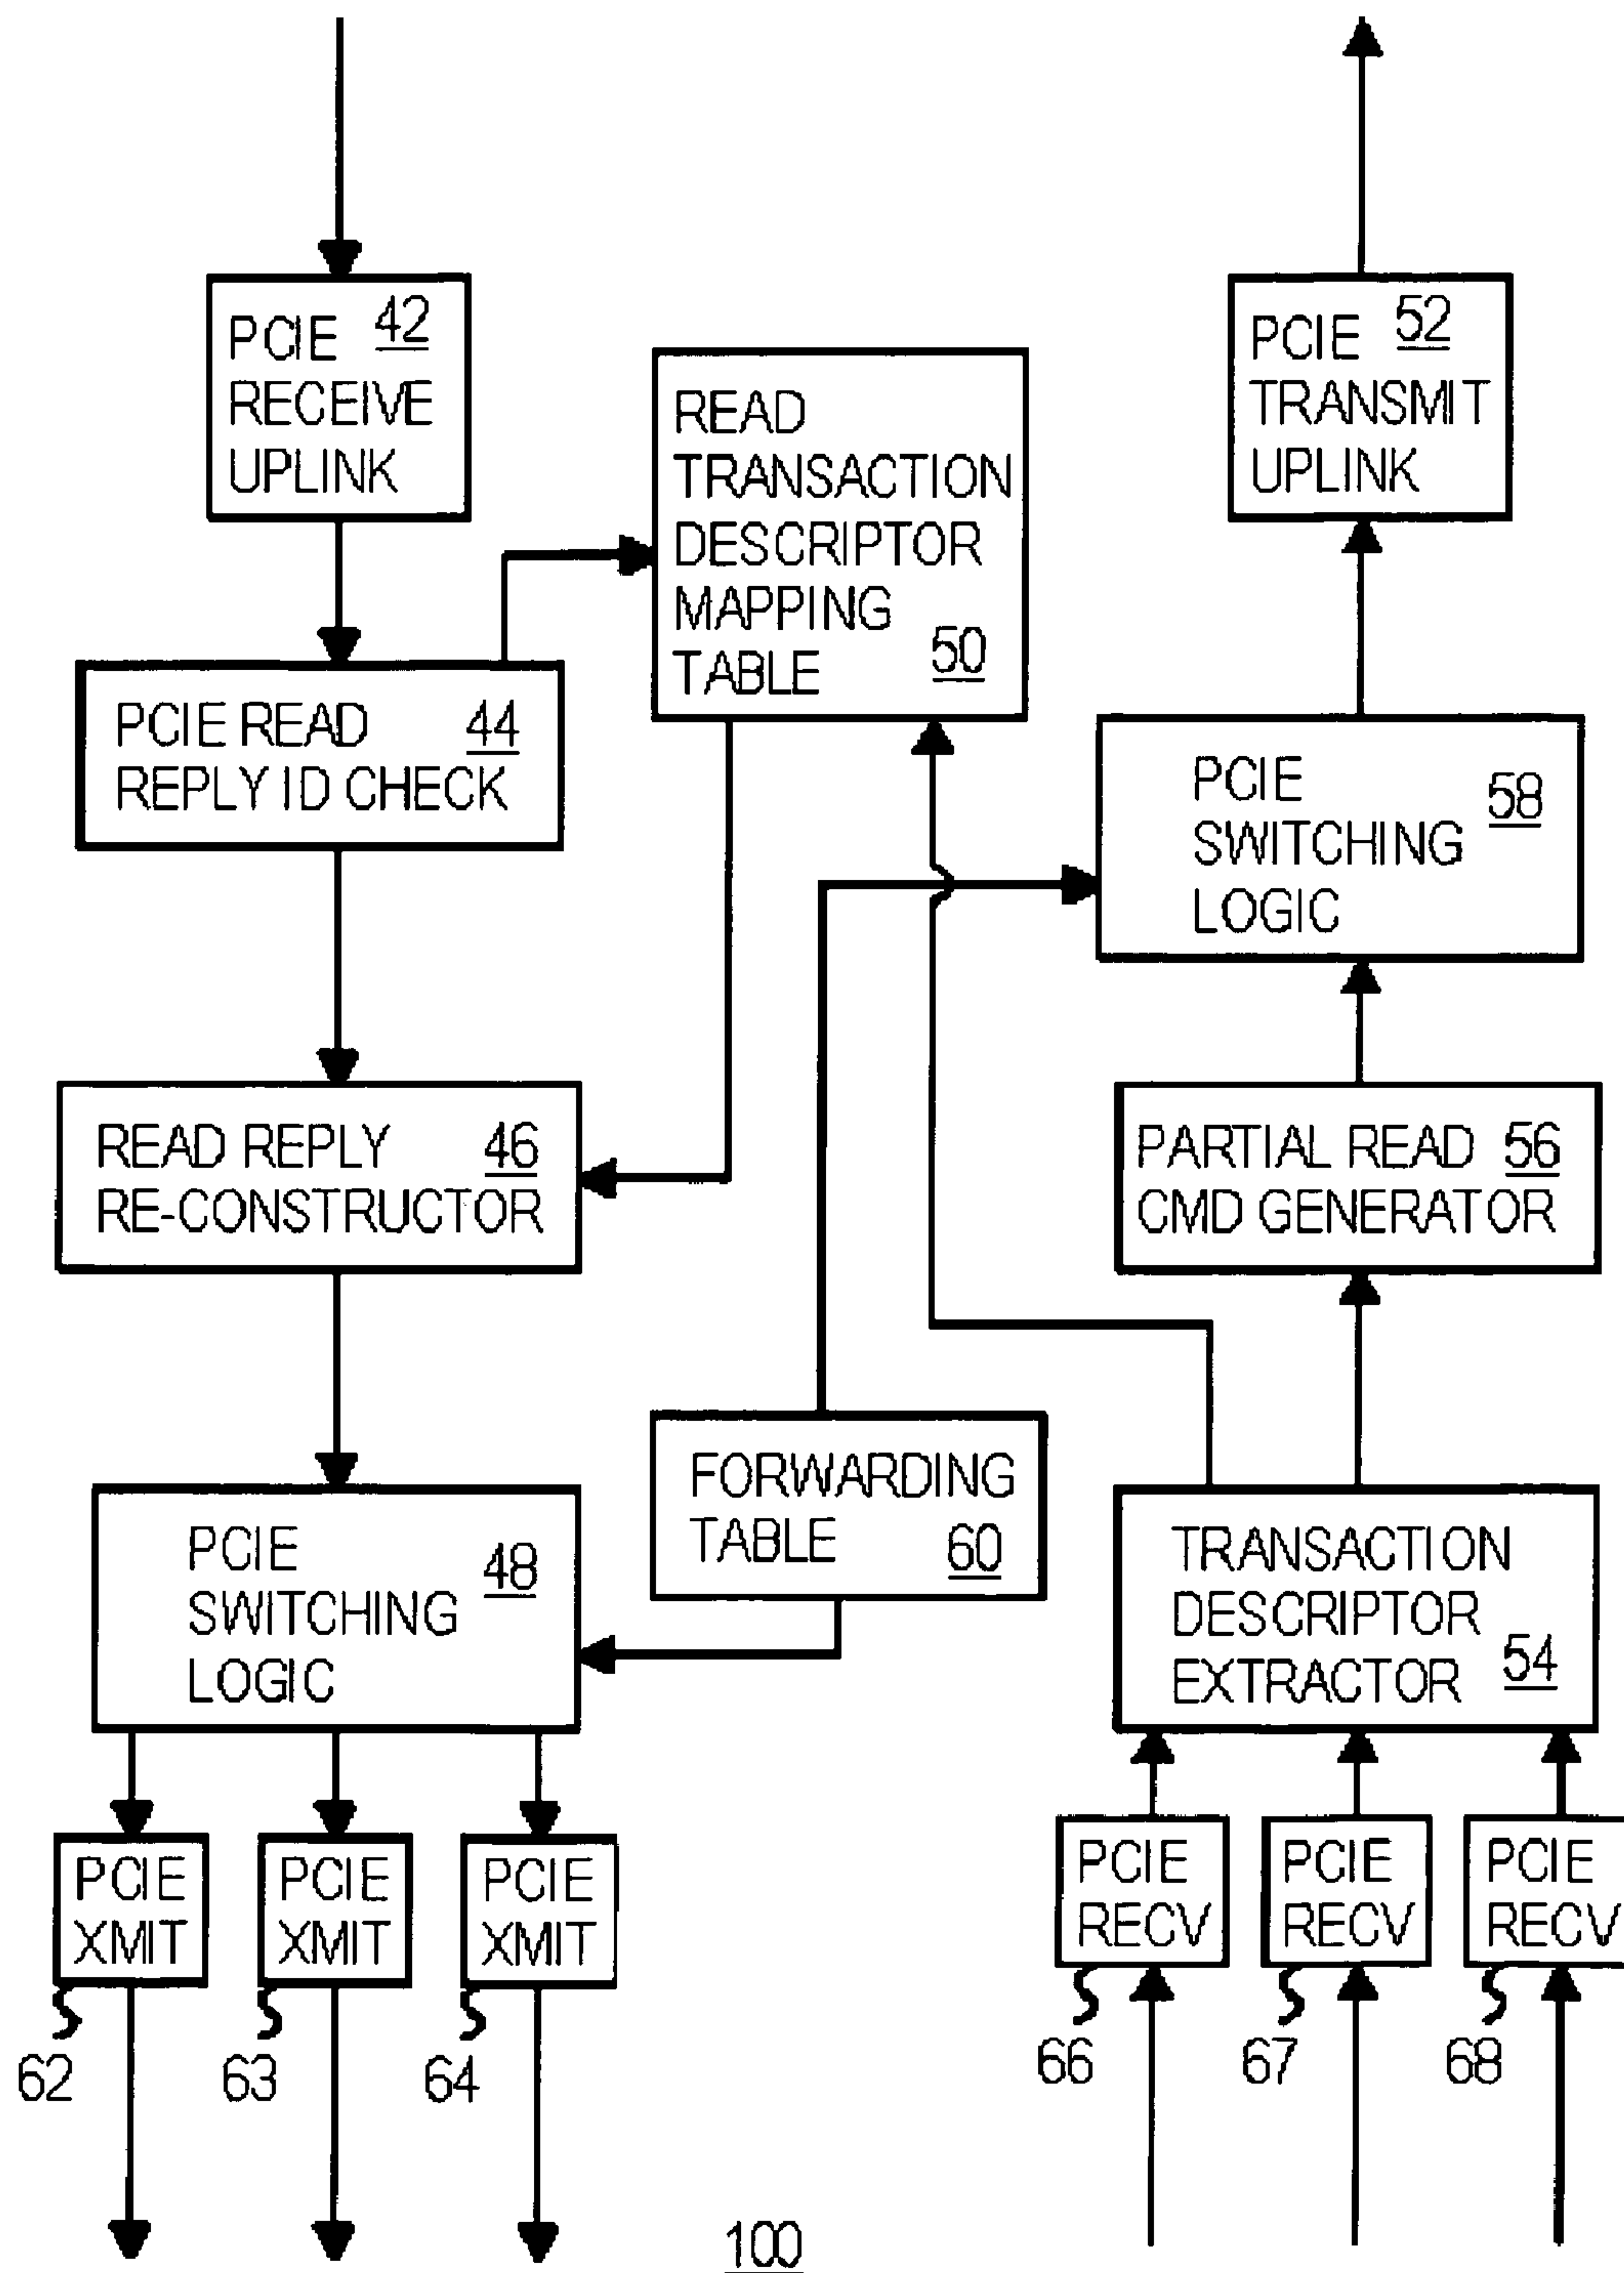 PCIE 42
RECEIVE
UPLINK
READ
TRANSACTION
DESCRIPTOR
MAPPING
TABLE 50
PCIE 52
TRANSMIT
UPLINK
PCIE READ 44
REPLY ID CHECK
PCIE 58
SWITCHING
LOGIC
READ REPLY 46
RE-CONSTRUCTOR
PARTIAL READ 56
CMD GENERATOR
FORWARDING
TABLE 60
PCIE 48
SWITCHING
LOGIC
TRANSACTION
DESCRIPTOR
EXTRACTOR 54
PCIE
XMIT
62
PCIE
XMIT
63
PCIE
XMIT
64
PCIE
RECV
66
PCIE
RECV
67
PCIE
RECV
68
100